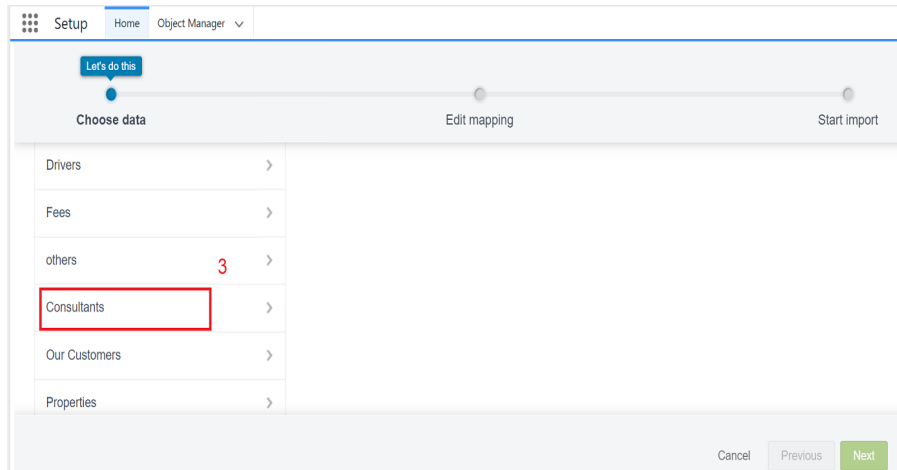 Setup Home Object Manager
Let's do this
Choose data Edit mapping Start import
Drivers
Fees
others
3
Consultants
Our Customers
Properties
Cancel Previous Next